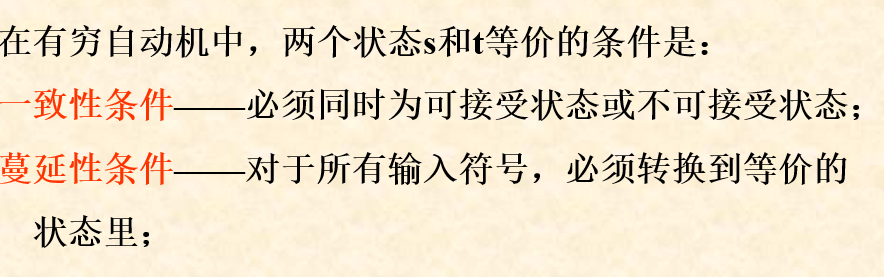 在有穷自动机中，两个状态s和t等价的条件是：
一致性条件——必须同时为可接受状态或不可接受状态；
蔓延性条件——对于所有输入符号，必须转换到等价的
状态里；